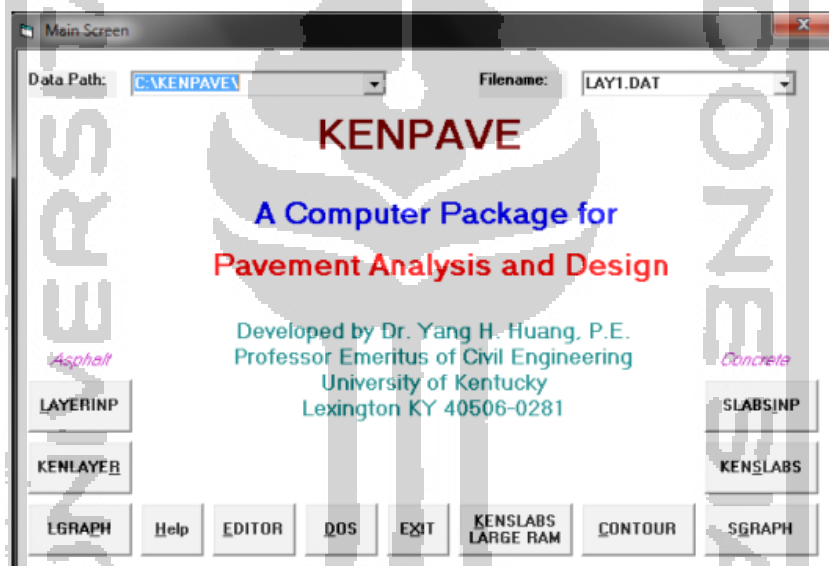 Main Screen
Data Path: C:\KENPAVE\ Filename: LAY1.DAT
KENPAVE
A Computer Package for
Pavement Analysis and Design
Developed by Dr. Yang H. Huang, P.E.
Professor Emeritus of Civil Engineering
University of Kentucky
Lexington KY 40506-0281
Asphalt
Concrete
LAYERINP
SLABSINP
KENLAYER
KENSLABS
LGRAPH
Help
EDITOR
DOS
EXIT
KENSLABS
LARGE RAM
CONTOUR
SGRAPH